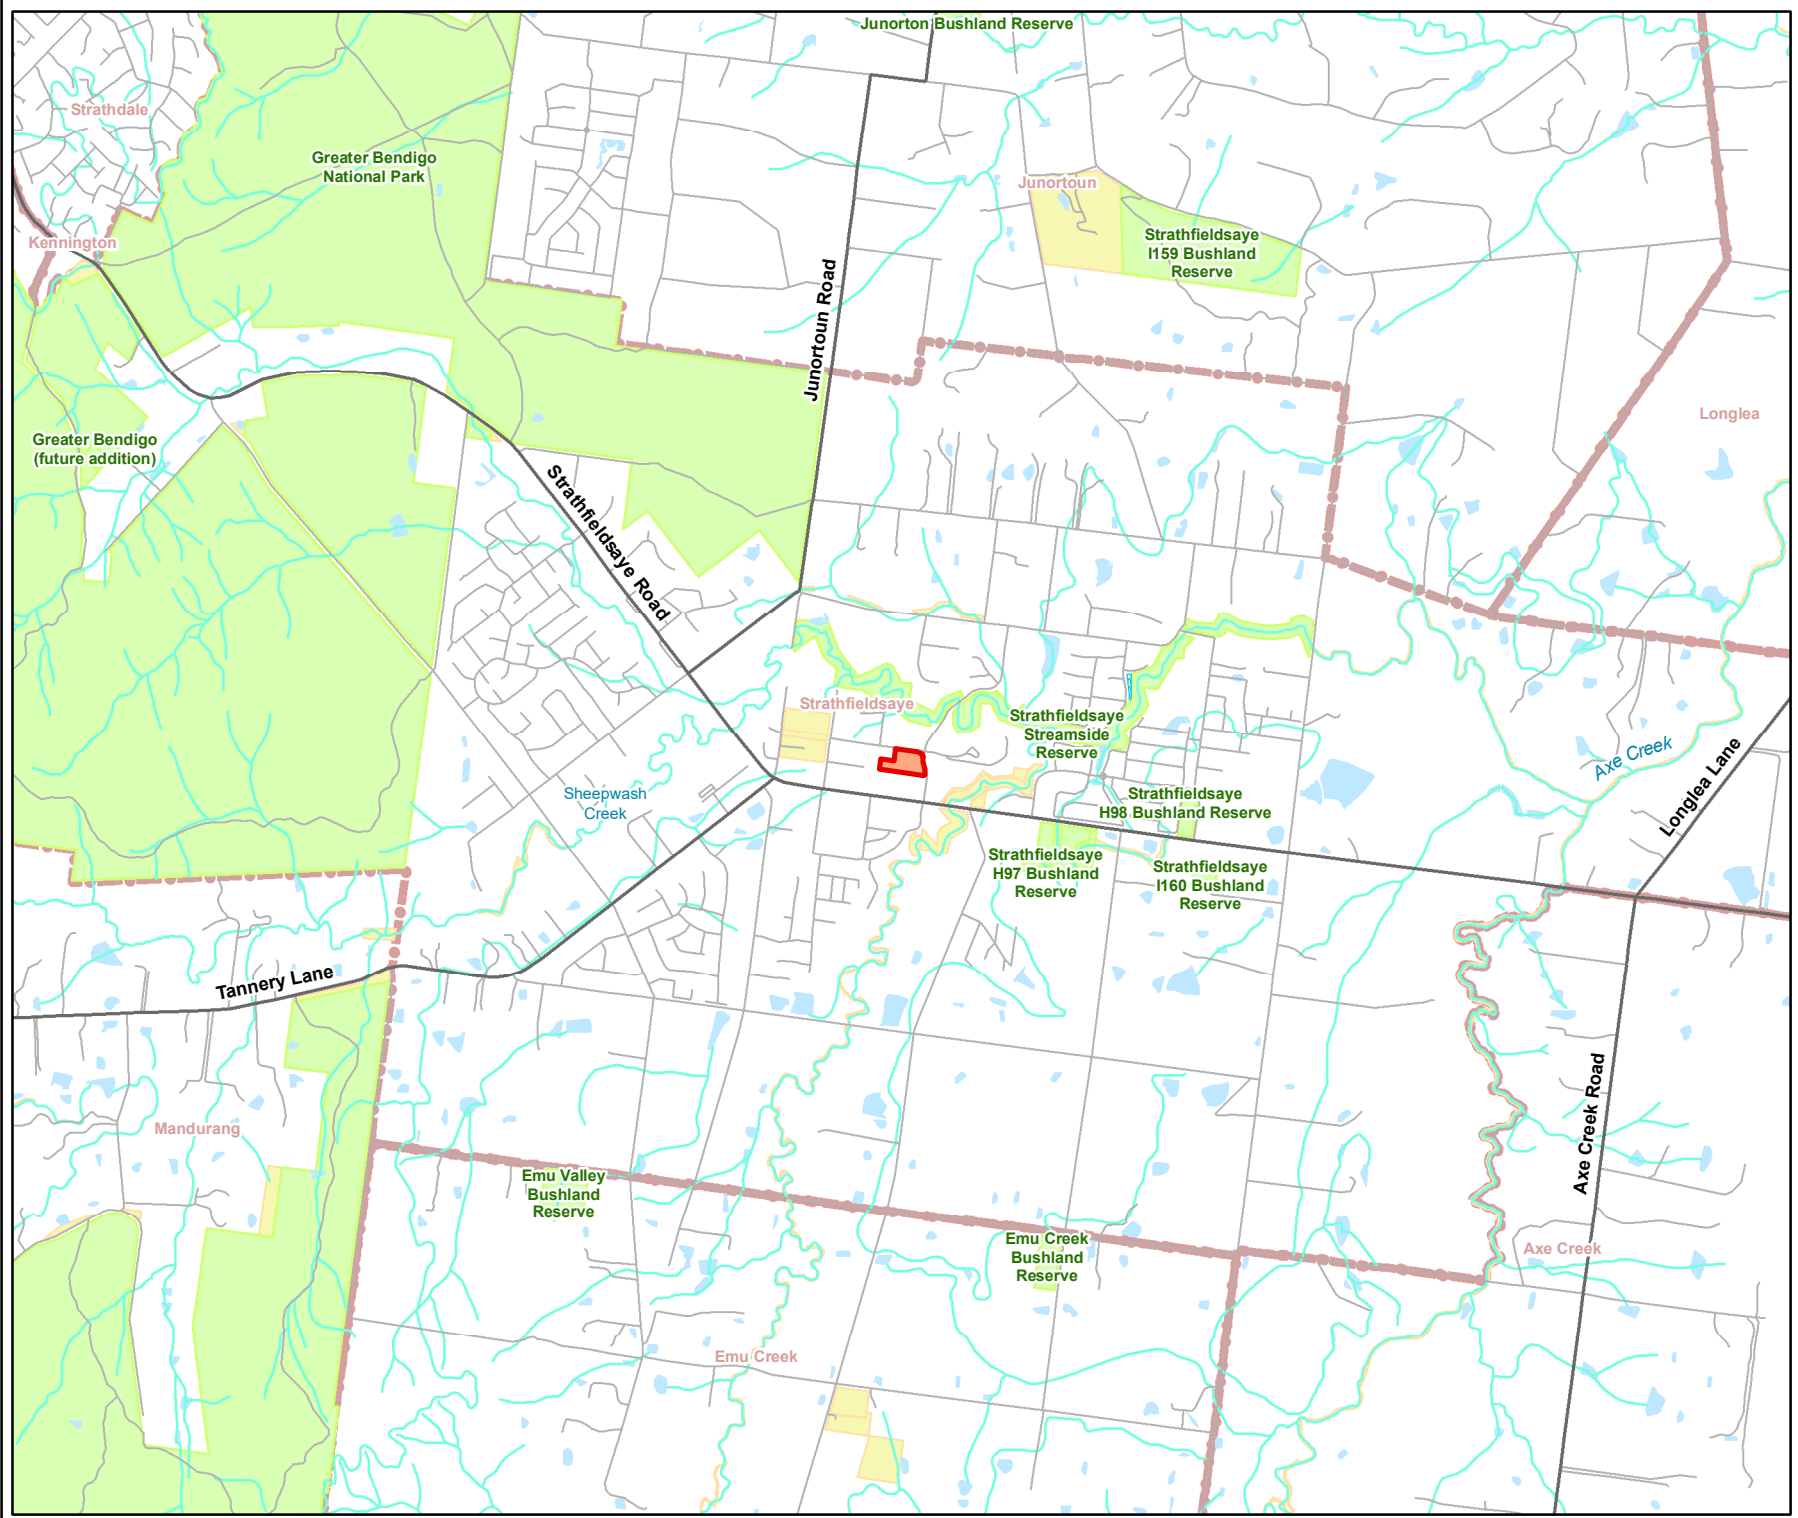 Junorton Bushland Reserve
Strathdale
Greater Bendigo
National Park
Junortoun
Kennington
Strathfieldsaye
I159 Bushland
Reserve
Junortoun Road
Longlea
Greater Bendigo
(future addition)
Strathfieldsaye Road
Strathfieldsaye
Strathfieldsaye
Streamside
Reserve
Axe Creek
Longlea Lane
Sheepwash
Creek
Strathfieldsaye
H98 Bushland Reserve
Strathfieldsaye
H97 Bushland
Reserve
Strathfieldsaye
I160 Bushland
Reserve
Tannery Lane
Axe Creek Road
Mandurang
Emu Valley
Bushland
Reserve
Emu Creek
Bushland
Reserve
Axe Creek
Emu Creek